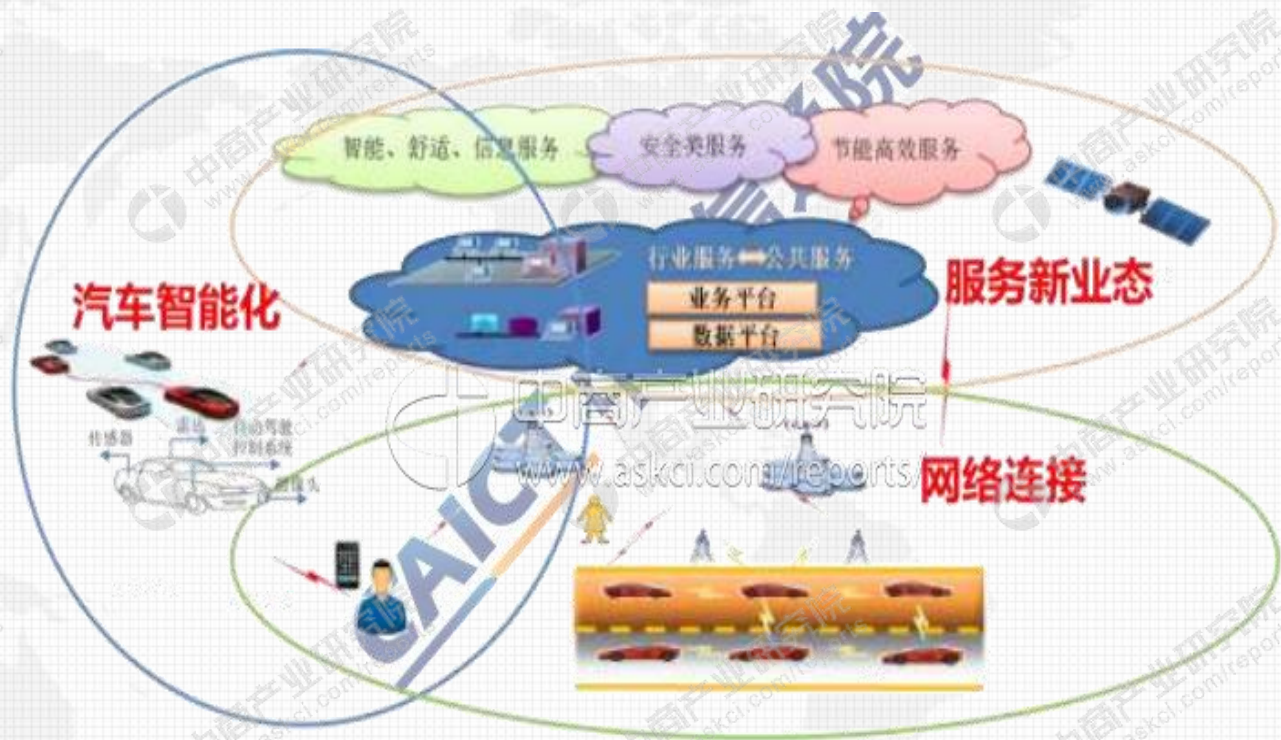 智能、舒适、信息服务
安全类服务
节能高效服务
行业服务
公共服务
业务平台
数据平台
汽车智能化
服务新业态
网络连接
传感器
雷达
自动驾驶
控制系统
摄像头
CAICT
中商产业研究院
www.askci.com/reports/